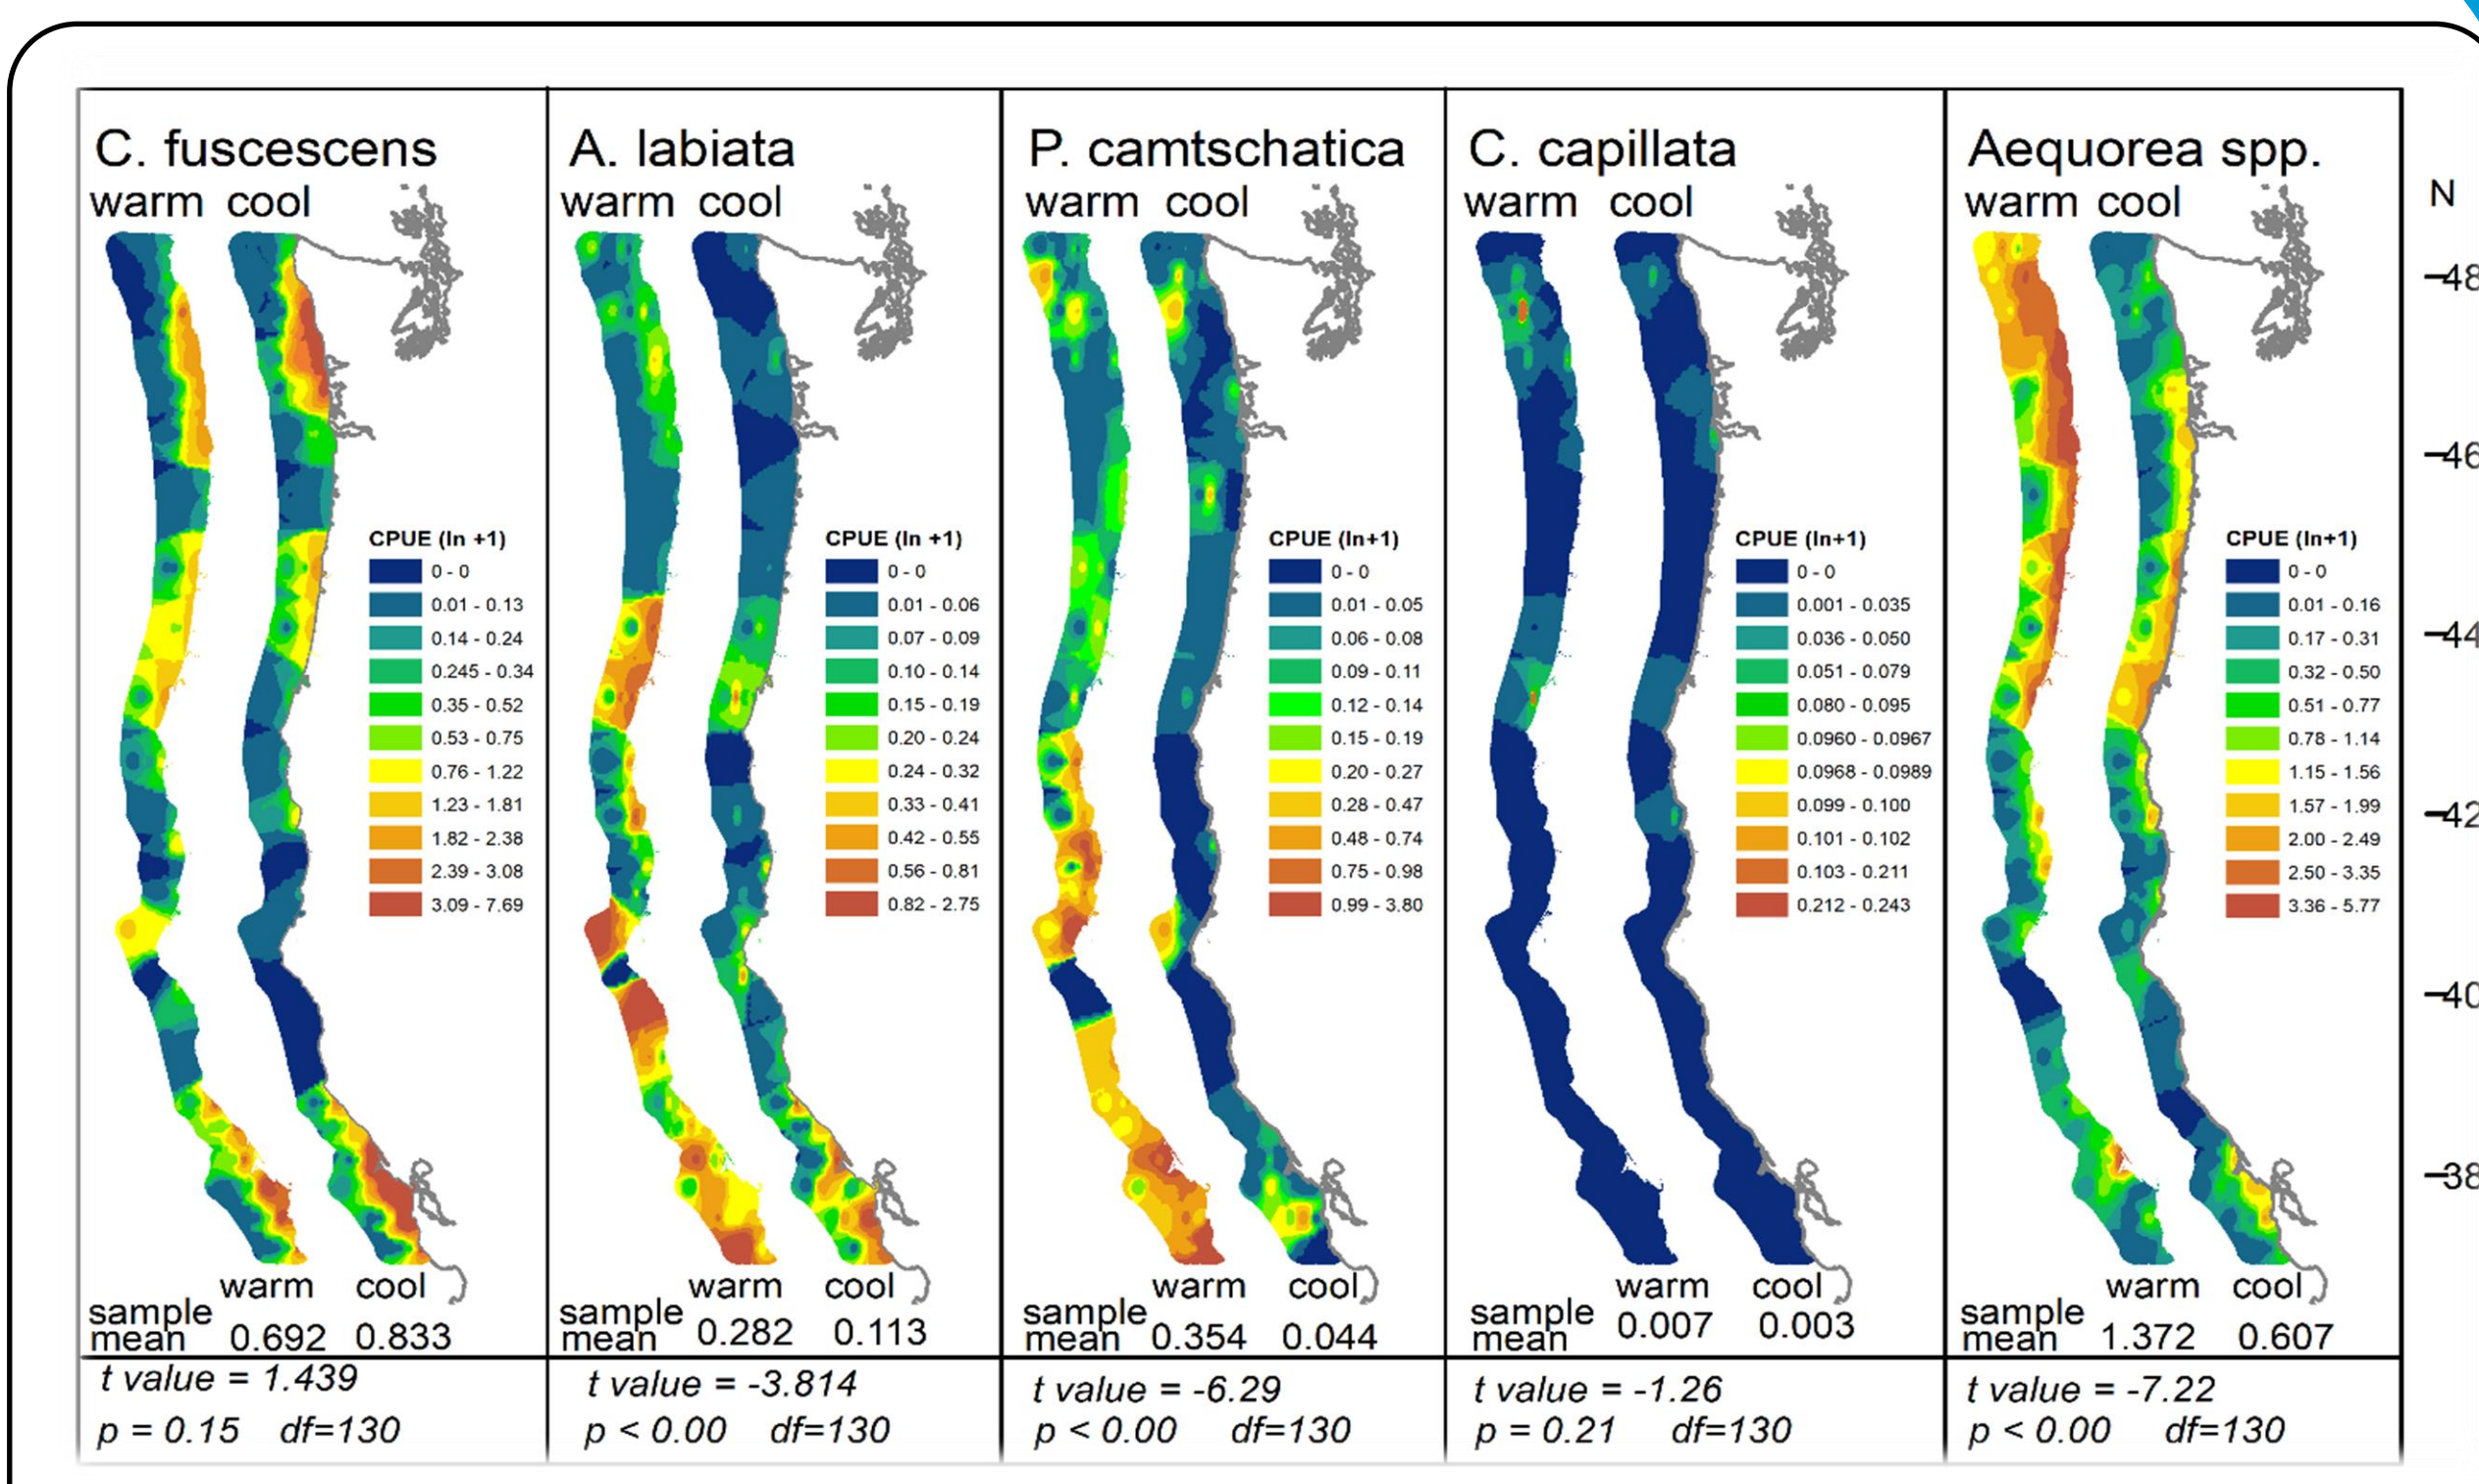 C. fuscescens
warm cool
CPUE (ln +1)
0 - 0
0.01 - 0.13
0.14 - 0.24
0.245 - 0.34
0.35 - 0.52
0.53 - 0.75
0.76 - 1.22
1.23 - 1.81
1.82 - 2.38
2.39 - 3.08
3.09 - 7.69
warm cool
sample mean 0.692 0.833
t value = 1.439
p = 0.15 df=130
A. labiata
warm cool
CPUE (ln +1)
0 - 0
0.01 - 0.06
0.07 - 0.09
0.10 - 0.14
0.15 - 0.19
0.20 - 0.24
0.24 - 0.32
0.33 - 0.41
0.42 - 0.55
0.56 - 0.81
0.82 - 2.75
warm cool
sample mean 0.282 0.113
t value = -3.814
p < 0.00 df=130
P. camtschatica
warm cool
CPUE (ln+1)
0 - 0
0.01 - 0.05
0.06 - 0.08
0.09 - 0.11
0.12 - 0.14
0.15 - 0.19
0.20 - 0.27
0.28 - 0.47
0.48 - 0.74
0.75 - 0.98
0.99 - 3.80
warm cool
sample mean 0.354 0.044
t value = -6.29
p < 0.00 df=130
C. capillata
warm cool
CPUE (ln+1)
0 - 0
0.001 - 0.035
0.036 - 0.050
0.051 - 0.079
0.080 - 0.095
0.0960 - 0.0967
0.0968 - 0.0989
0.099 - 0.100
0.101 - 0.102
0.103 - 0.211
0.212 - 0.243
warm cool
sample mean 0.007 0.003
t value = -1.26
p = 0.21 df=130
Aequorea spp.
warm cool
CPUE (ln+1)
0 - 0
0.01 - 0.16
0.17 - 0.31
0.32 - 0.50
0.51 - 0.77
0.78 - 1.14
1.15 - 1.56
1.57 - 1.99
2.00 - 2.49
2.50 - 3.35
3.36 - 5.77
warm cool
sample mean 1.372 0.607
t value = -7.22
p < 0.00 df=130
N
48
46
44
42
40
38